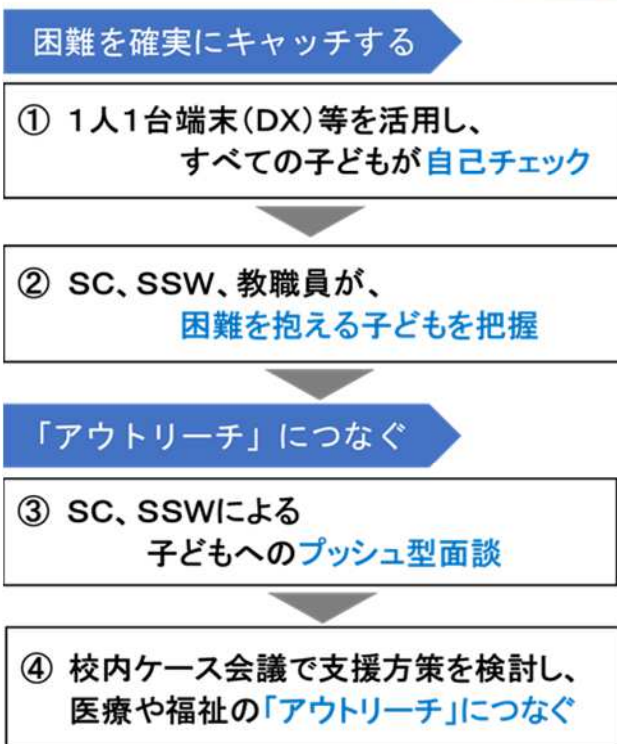 困難を確実にキャッチする
① 1人1台端末(DX)等を活用し、
すべての子どもが自己チェック
② SC、SSW、教職員が、
困難を抱える子どもを把握
「アウトリーチ」につなぐ
③ SC、SSWによる
子どもへのプッシュ型面談
④ 校内ケース会議で支援方策を検討し、
医療や福祉の「アウトリーチ」につなぐ